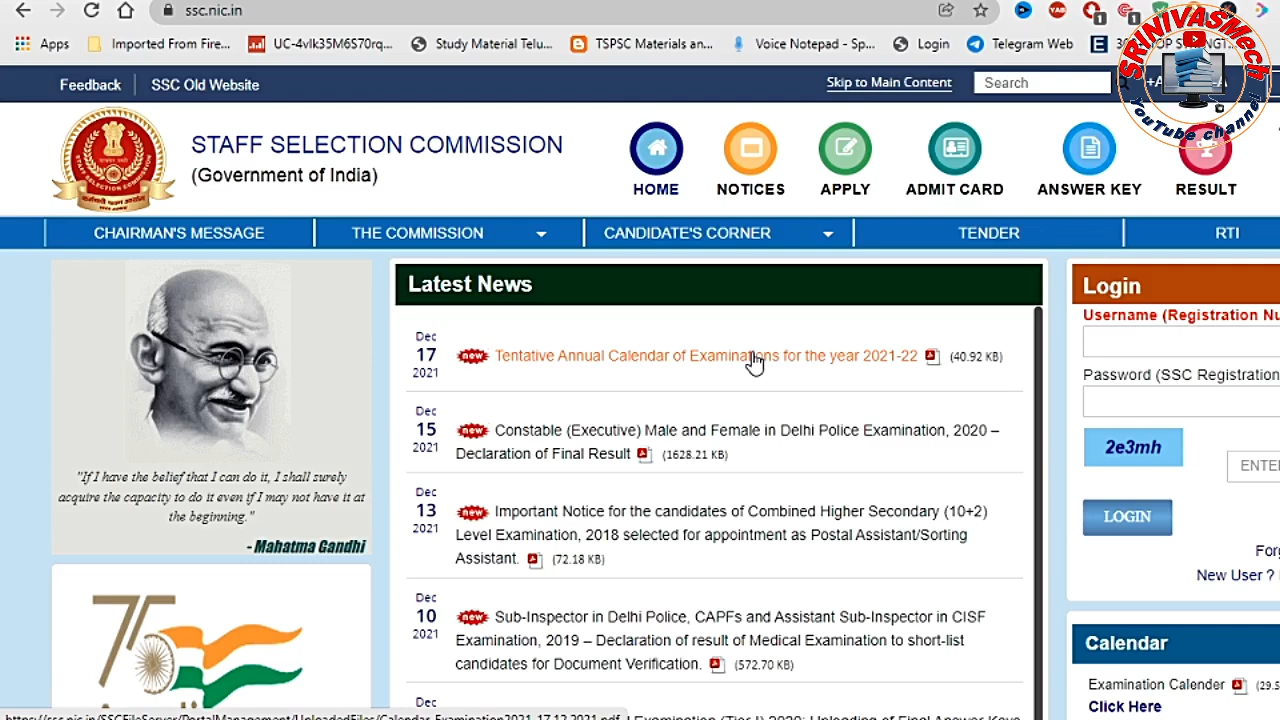 ssc.nic.in
Apps Imported From Fire... UC-4vIk35M6S70rq... Study Material Telu... TSPSC Materials an... Voice Notepad - Sp... Login Telegram Web
SRINIVASMech
YouTube channel
Feedback SSC Old Website Skip to Main Content Search
STAFF SELECTION COMMISSION
(Government of India)
HOME NOTICES APPLY ADMIT CARD ANSWER KEY RESULT
CHAIRMAN'S MESSAGE THE COMMISSION CANDIDATE'S CORNER TENDER RTI
"If I have the belief that I can do it, I shall surely
acquire the capacity to do it even if I may not have it at
the beginning."
- Mahatma Gandhi
75
Latest News
Dec
17
2021
new Tentative Annual Calendar of Examinations for the year 2021-22 (40.92 KB)
Dec
15
2021
new Constable (Executive) Male and Female in Delhi Police Examination, 2020 –
Declaration of Final Result (1628.21 KB)
Dec
13
2021
new Important Notice for the candidates of Combined Higher Secondary (10+2)
Level Examination, 2018 selected for appointment as Postal Assistant/Sorting
Assistant. (72.18 KB)
Dec
10
2021
new Sub-Inspector in Delhi Police, CAPFs and Assistant Sub-Inspector in CISF
Examination, 2019 – Declaration of result of Medical Examination to short-list
candidates for Document Verification. (572.70 KB)
Dec
Login
Username (Registration Nu
Password (SSC Registration
2e3mh
ENTE
LOGIN
For
New User ?
Calendar
Examination Calender (29.5
Click Here